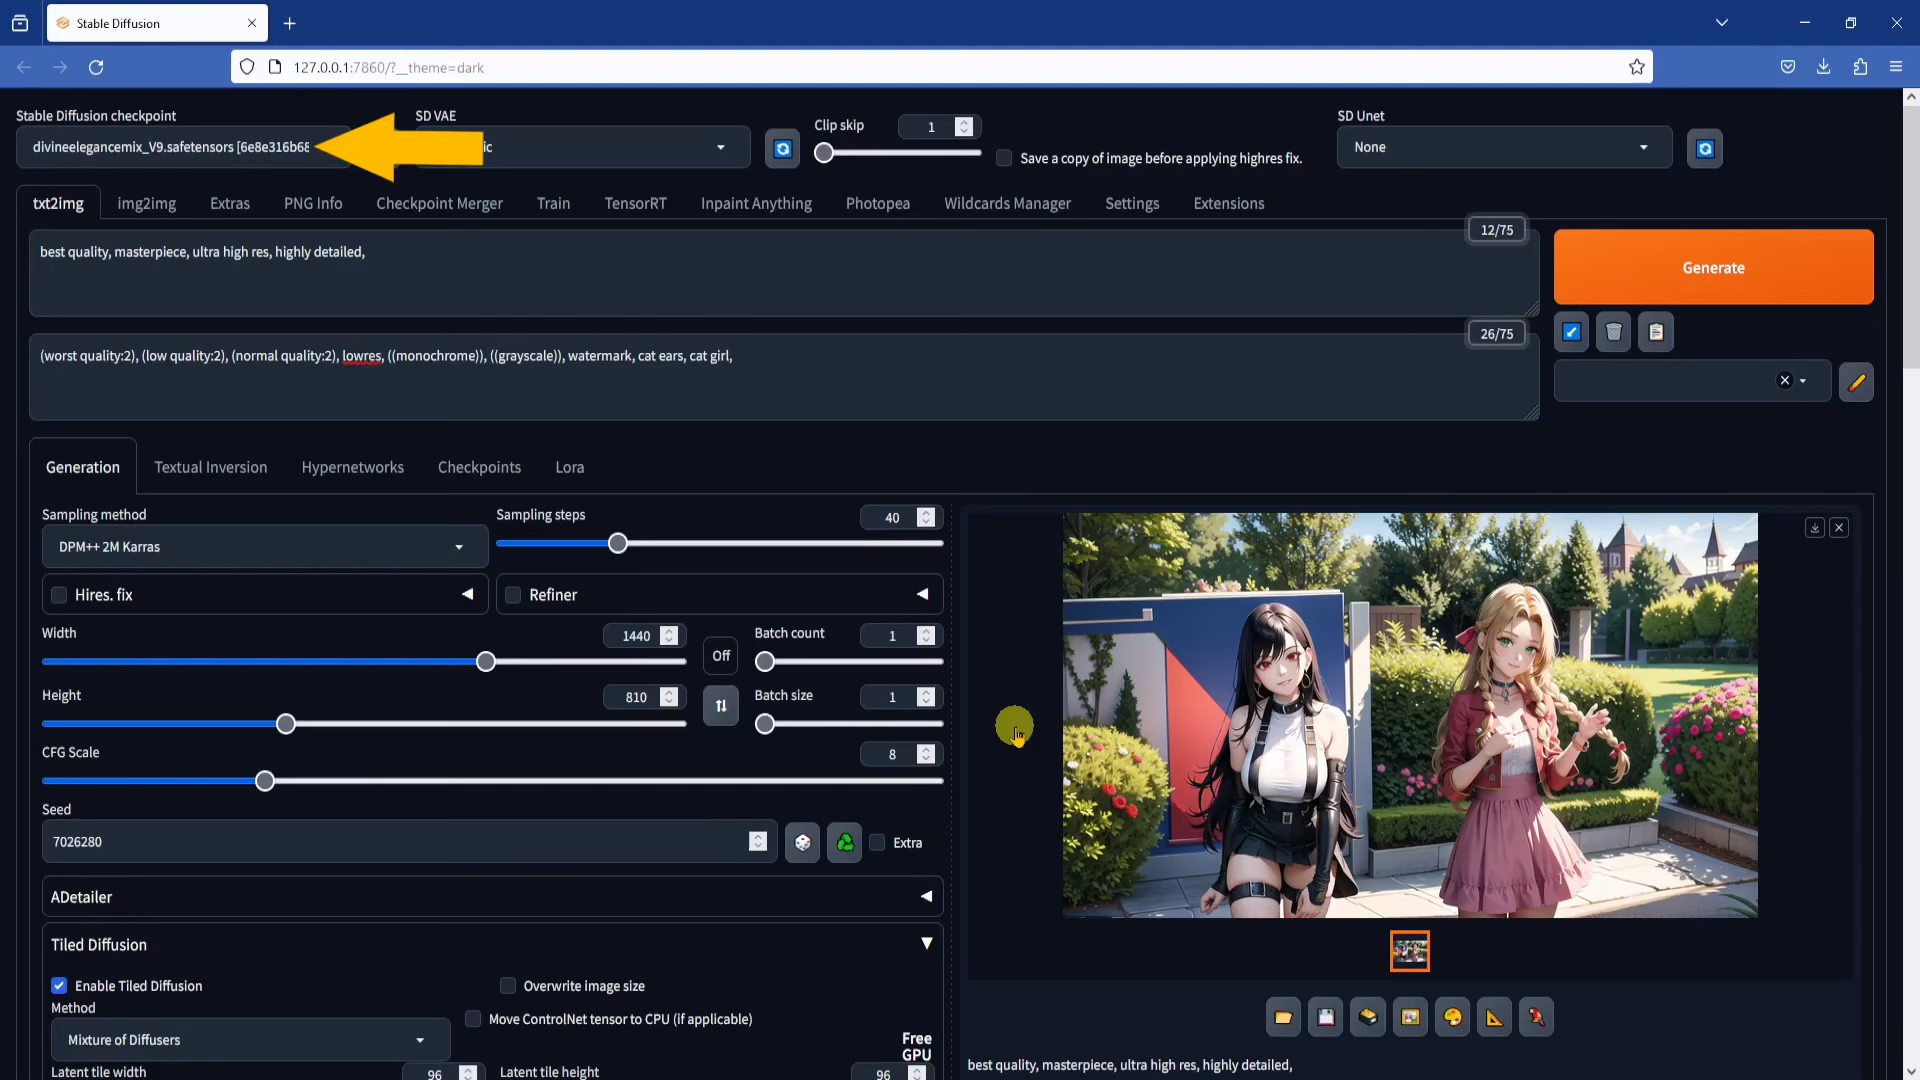 Stable Diffusion
127.0.0.1:7860/?__theme=dark
Stable Diffusion checkpoint
SD VAE
Clip skip
1
SD Unet
divineelegancemix_V9.safetensors [6e8e316b68
ic
Save a copy of image before applying highres fix.
None
txt2img
img2img
Extras
PNG Info
Checkpoint Merger
Train
TensorRT
Inpaint Anything
Photopea
Wildcards Manager
Settings
Extensions
12/75
best quality, masterpiece, ultra high res, highly detailed,
Generate
26/75
(worst quality:2), (low quality:2), (normal quality:2), lowres, ((monochrome)), ((grayscale)), watermark, cat ears, cat girl,
Generation
Textual Inversion
Hypernetworks
Checkpoints
Lora
Sampling method
Sampling steps
40
DPM++ 2M Karras
Hires. fix
Refiner
Width
1440
Off
Batch count
1
Height
810
Batch size
1
CFG Scale
8
Seed
7026280
Extra
ADetailer
Tiled Diffusion
Enable Tiled Diffusion
Overwrite image size
Method
Move ControlNet tensor to CPU (if applicable)
Mixture of Diffusers
Free
GPU
Latent tile width
96
Latent tile height
96
best quality, masterpiece, ultra high res, highly detailed,